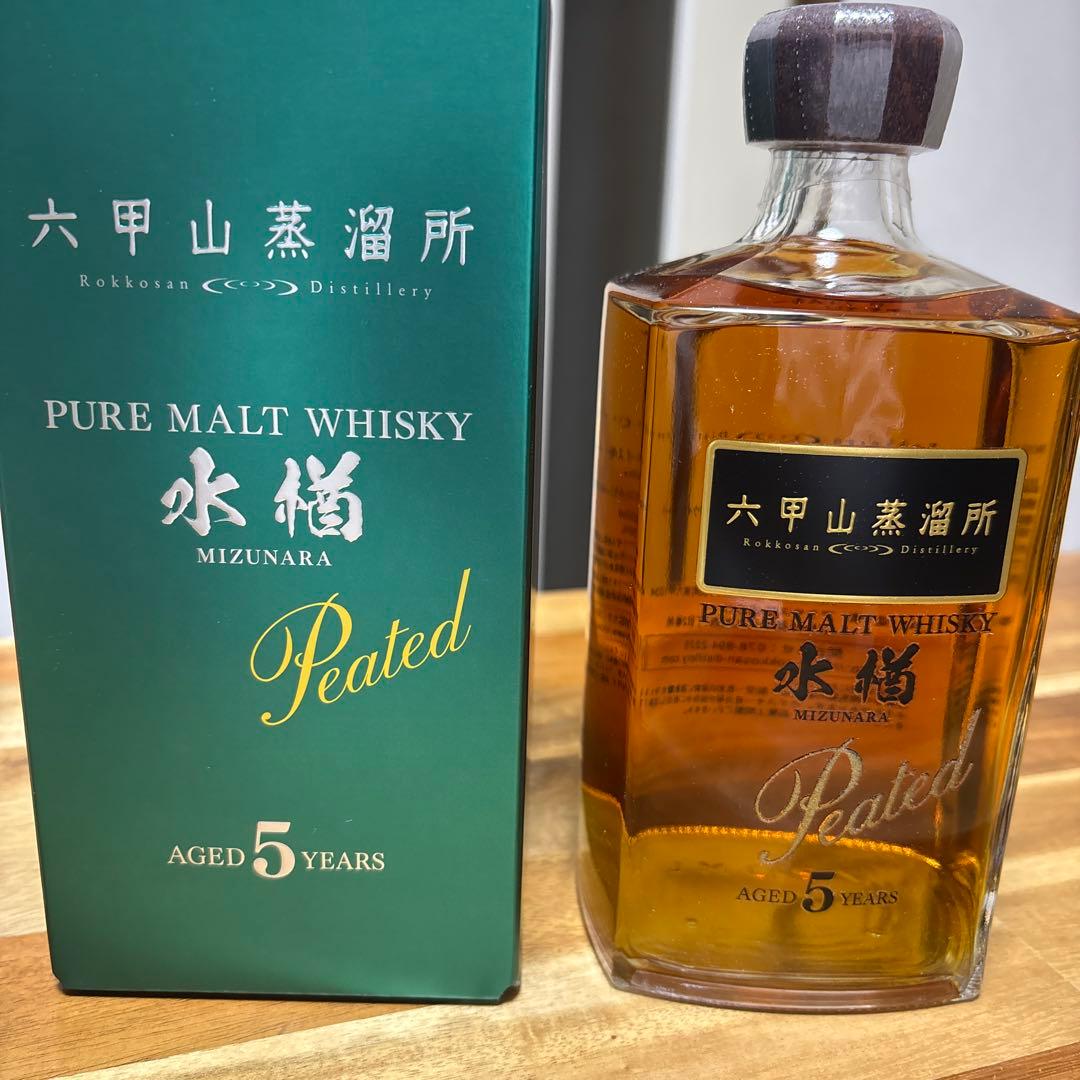 六甲山蒸溜所
Rokkosan Distillery
PURE MALT WHISKY
水楢
MIZUNARA
Peated
AGED 5 YEARS
六甲山蒸溜所
Rokkosan Distillery
PURE MALT WHISKY
水楢
MIZUNARA
Peated
AGED 5 YEARS